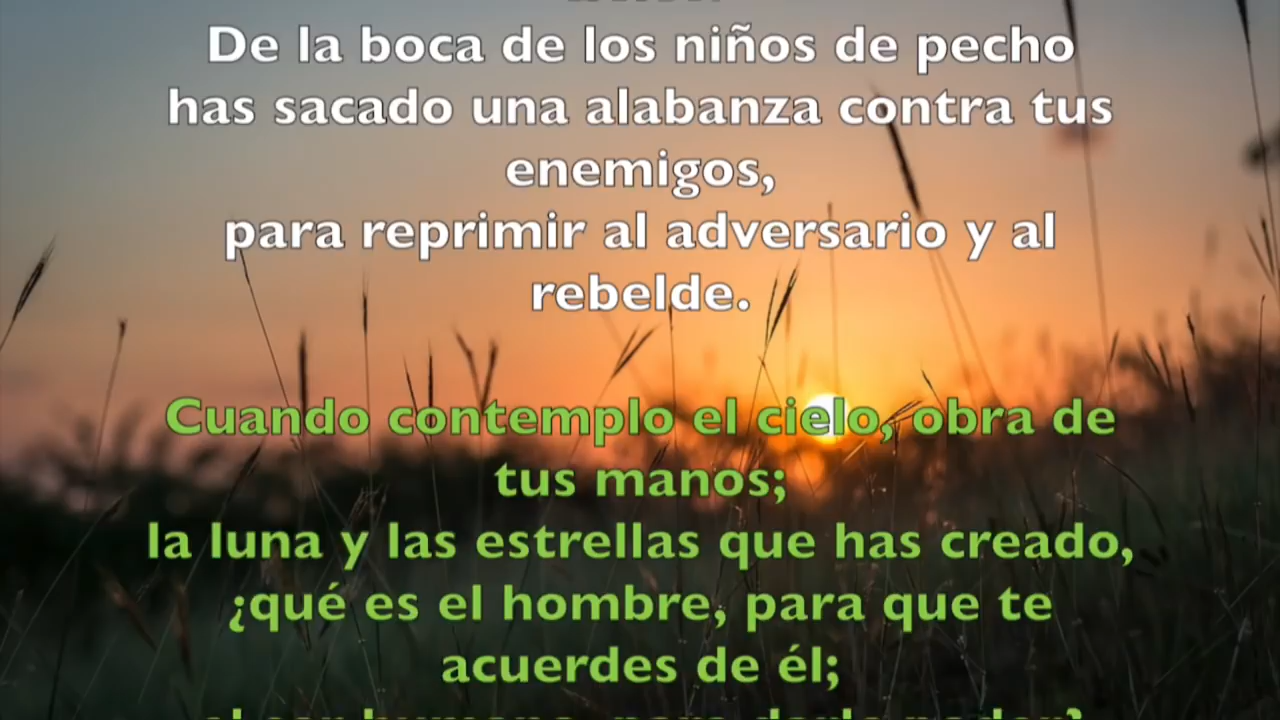 De la boca de los niños de pecho
has sacado una alabanza contra tus
enemigos,
para reprimir al adversario y al
rebelde.
Cuando contemplo el cielo, obra de
tus manos;
la luna y las estrellas que has creado,
¿qué es el hombre, para que te
acuerdes de él;